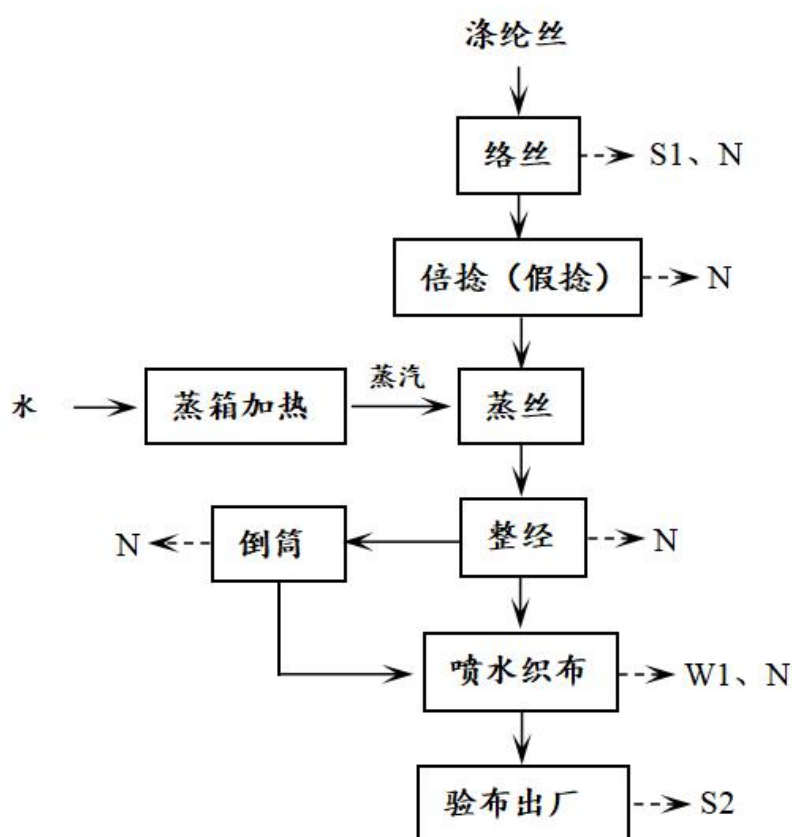 涤纶丝
络丝
S1、N
倍捻（假捻）
N
水
蒸箱加热
蒸汽
蒸丝
N
倒筒
整经
N
喷水织布
W1、N
验布出厂
S2